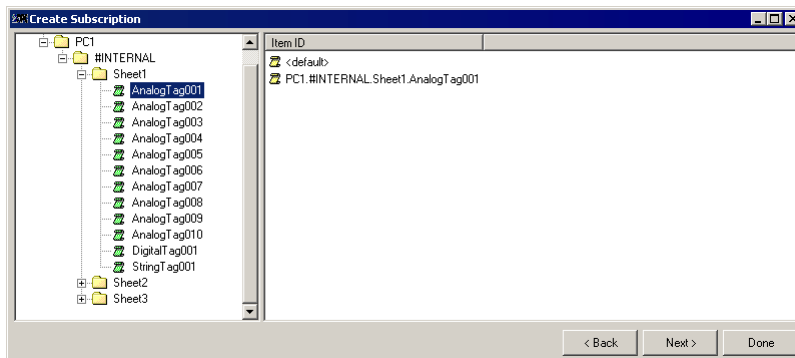 Create Subscription
PC1
#INTERNAL
Sheet1
AnalogTag001
AnalogTag002
AnalogTag003
AnalogTag004
AnalogTag005
AnalogTag006
AnalogTag007
AnalogTag008
AnalogTag009
AnalogTag010
DigitalTag001
StringTag001
Sheet2
Sheet3
Item ID
<default>
PC1.#INTERNAL.Sheet1.AnalogTag001
< Back
Next >
Done